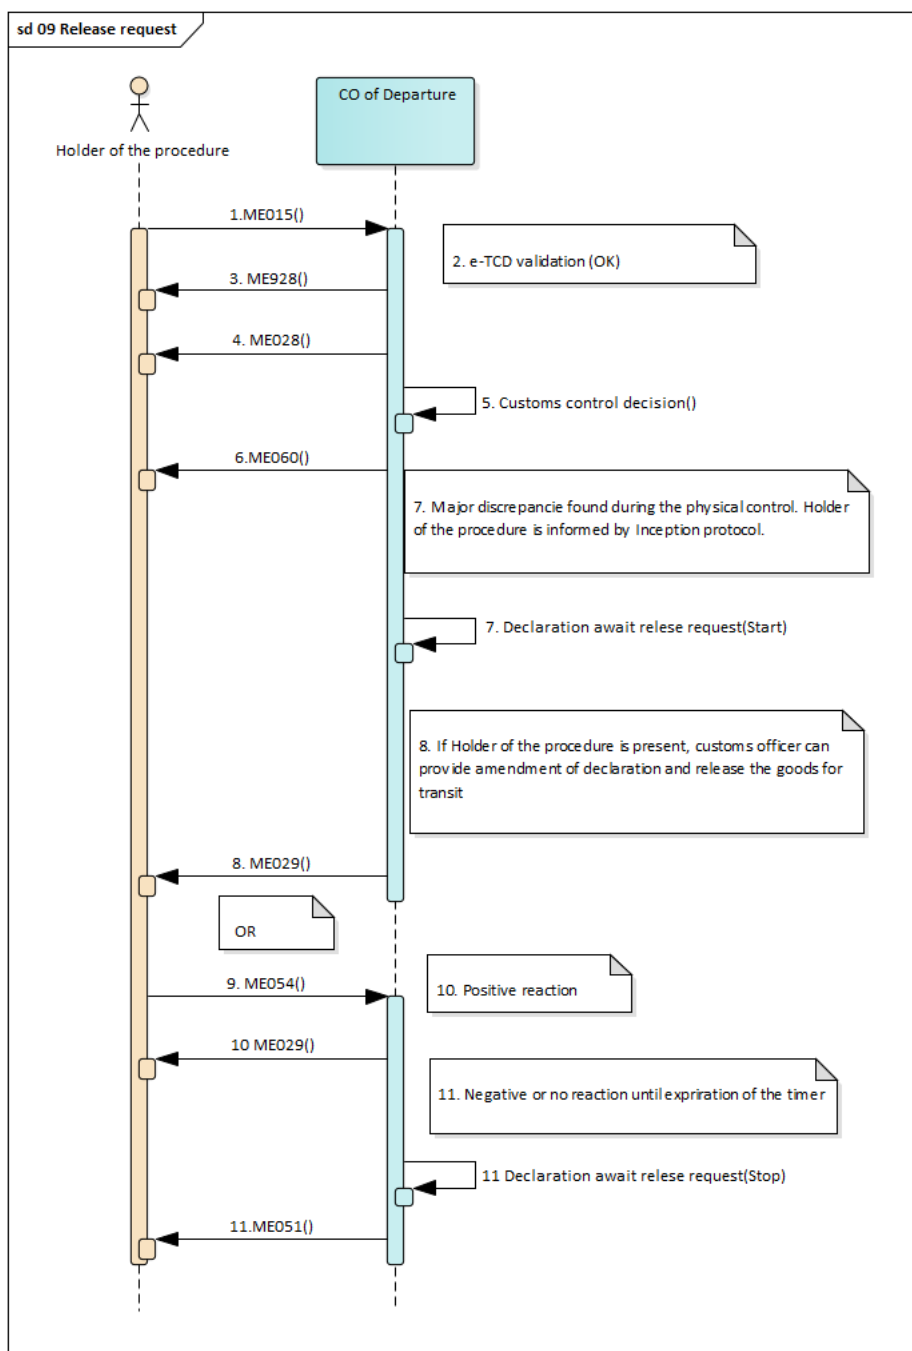 sd 09 Release request
CO of Departure
Holder of the procedure
1.ME015()
2. e-TCD validation (OK)
3. ME928()
4. ME028()
5. Customs control decision()
6.ME060()
7. Major discrepancie found during the physical control. Holder
of the procedure is informed by Inception protocol.
7. Declaration await relese request(Start)
8. If Holder of the procedure is present, customs officer can
provide amendment of declaration and release the goods for
transit
8. ME029()
OR
9. ME054()
10. Positive reaction
10 ME029()
11. Negative or no reaction until expriration of the timer
11 Declaration await relese request(Stop)
11.ME051()